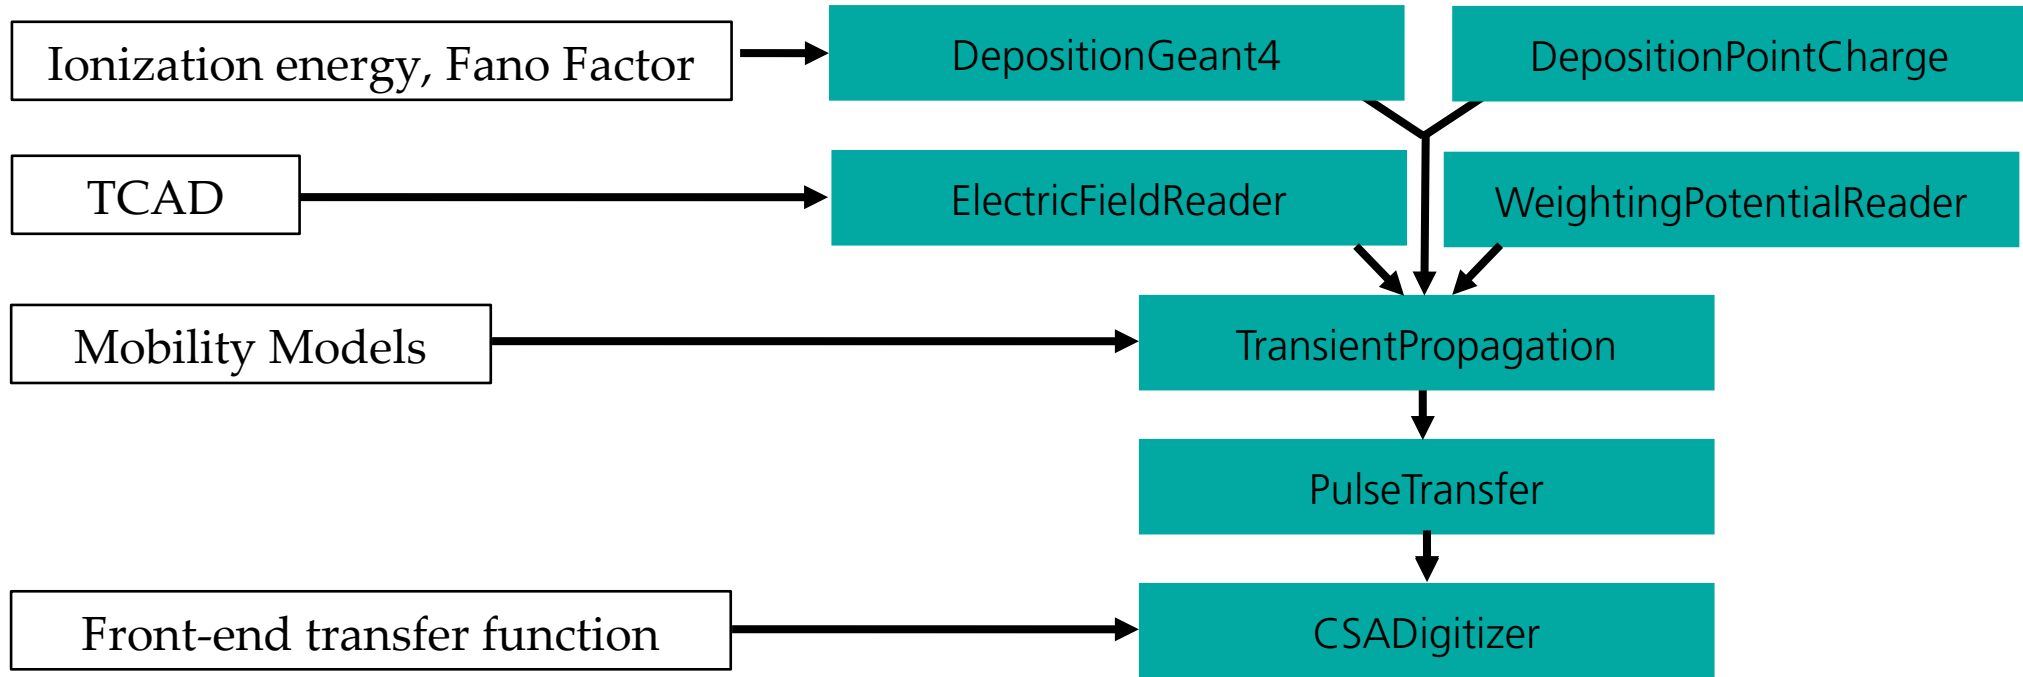 Ionization energy, Fano Factor
DepositionGeant4
DepositionPointCharge
TCAD
ElectricFieldReader
WeightingPotentialReader
Mobility Models
TransientPropagation
PulseTransfer
Front-end transfer function
CSADigitizer